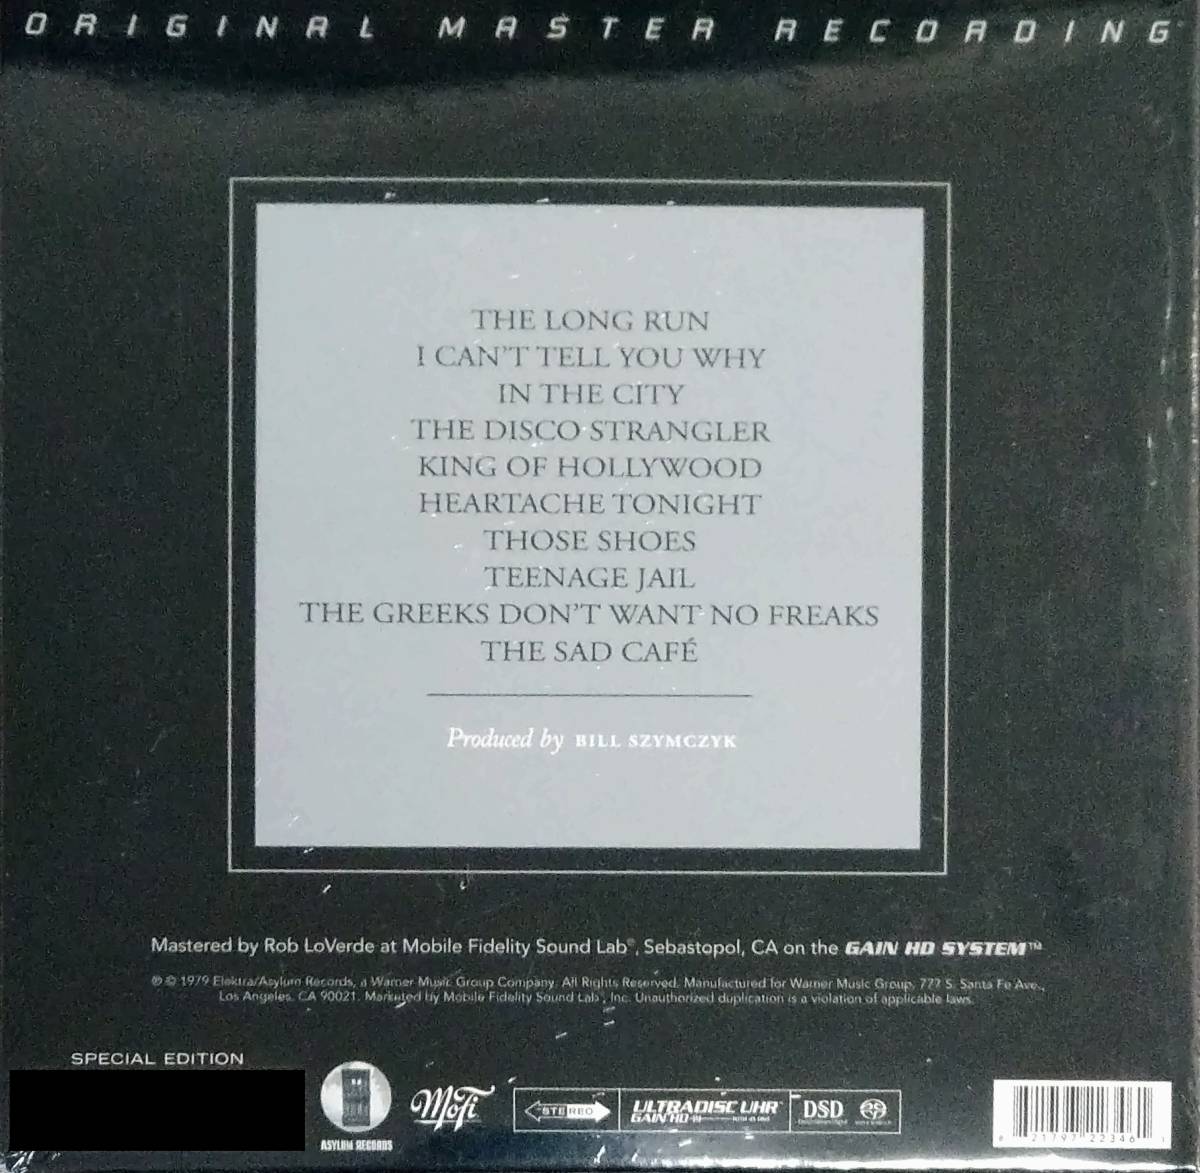 ORIGINAL MASTER RECORDING
THE LONG RUN
I CAN'T TELL YOU WHY
IN THE CITY
THE DISCO STRANGLER
KING OF HOLLYWOOD
HEARTACHE TONIGHT
THOSE SHOES
TEENAGE JAIL
THE GREEKS DON'T WANT NO FREAKS
THE SAD CAFÉ
Produced by BILL SZYMCZYK
Mastered by Rob LoVerde at Mobile Fidelity Sound Lab®, Sebastopol, CA on the GAIN HD SYSTEM™
℗ © 1979 Elektra/Asylum Records, a Warner Music Group Company. All Rights Reserved. Manufactured for Warner Music Group, 777 S. Santa Fe Ave.,
Los Angeles, CA 90021. Marketed by Mobile Fidelity Sound Lab®, Inc. Unauthorized duplication is a violation of applicable laws.
SPECIAL EDITION
ASYLUM RECORDS
MoFi
STEREO
ULTRADISC UHR™
GAIN HD™
DSD
21797 22346